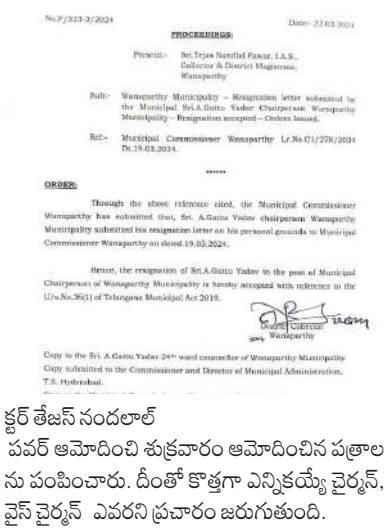 No.F/323-2/2024
Date:- 22.03.2024
PROCEEDINGS:
Present:- Sri.Tejas Nandlal Pawar, I.A.S.,
Collector & District Magistrate,
Wanaparthy
Sub:- Wanaparthy Municipality – Resignation letter submitted by
the Municipal Sri.A.Gattu Yadav Chairperson Wanaparthy
Municipality – Resignation accepted – Orders Issued.
Ref:- Municipal Commissioner Wanaparthy Lr.No.C1/278/2024
Dt.19.03.2024.
******
ORDER:
Through the above reference cited, the Municipal Commissioner
Wanaparthy has submitted that, Sri. A.Gattu Yadav chairperson Wanaparthy
Municipality submitted his resignation letter on his personal grounds to Municipal
Commissioner Wanaparthy on dated 19.03.2024.
Hence, the resignation of Sri.A.Gattu Yadav to the post of Municipal
Chairperson of Wanaparthy Municipality is hereby accepted with reference to the
U/s.No.36(1) of Telangana Municipal Act 2019.
District Collector
Wanaparthy
Copy to the Sri. A Gattu Yadav 24th ward counsellor of Wanaparthy Municipality
Copy submitted to the Commissioner and Director of Municipal Administration,
T.S. Hyderabad.
క్టర్ తేజస్ నందలాల్
పవర్ ఆమోదించి శుక్రవారం ఆమోదించిన పత్రాల
ను పంపించారు. దీంతో కొత్తగా ఎన్నికయ్యే చైర్మన్,
వైస్ చైర్మన్ ఎవరని ప్రచారం జరుగుతుంది.